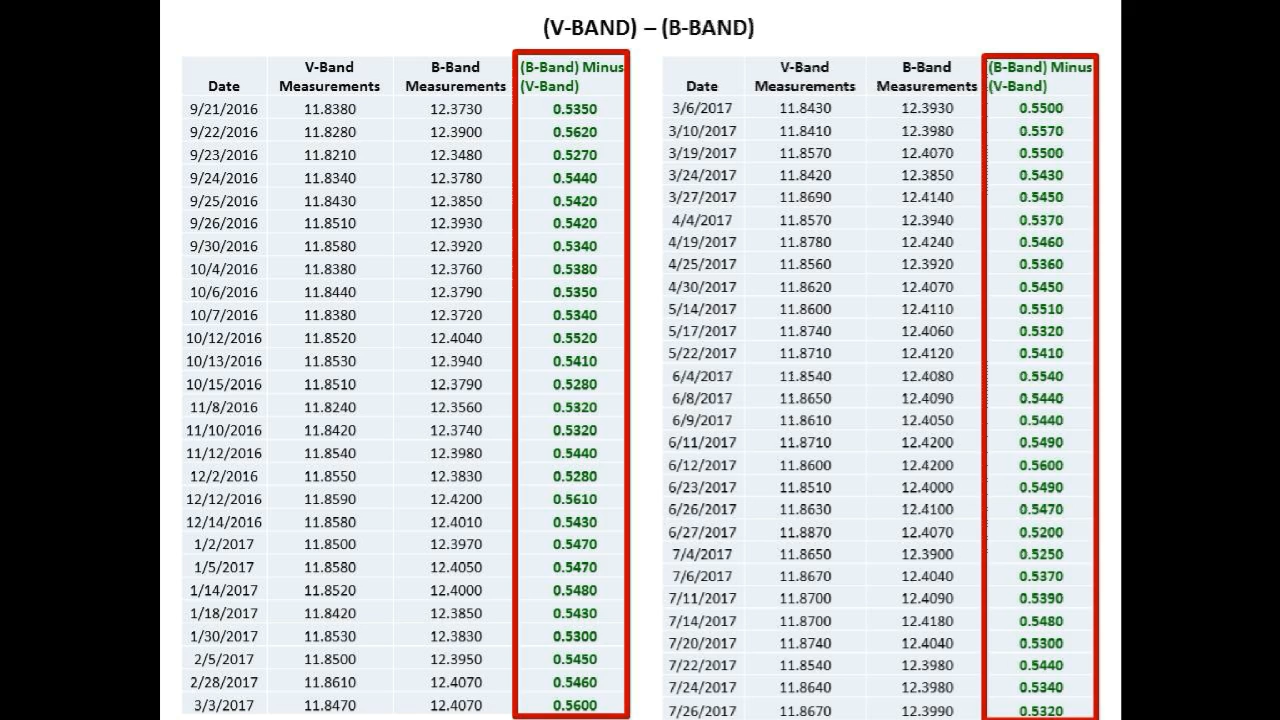 (V-BAND) – (B-BAND)
Date V-Band Measurements B-Band Measurements (B-Band) Minus (V-Band)
9/21/2016 11.8380 12.3730 0.5350
9/22/2016 11.8280 12.3900 0.5620
9/23/2016 11.8210 12.3480 0.5270
9/24/2016 11.8340 12.3780 0.5440
9/25/2016 11.8430 12.3850 0.5420
9/26/2016 11.8510 12.3930 0.5420
9/30/2016 11.8580 12.3920 0.5340
10/4/2016 11.8380 12.3760 0.5380
10/6/2016 11.8440 12.3790 0.5350
10/7/2016 11.8380 12.3720 0.5340
10/12/2016 11.8520 12.4040 0.5520
10/13/2016 11.8530 12.3940 0.5410
10/15/2016 11.8510 12.3790 0.5280
11/8/2016 11.8240 12.3560 0.5320
11/10/2016 11.8420 12.3740 0.5320
11/12/2016 11.8540 12.3980 0.5440
12/2/2016 11.8550 12.3830 0.5280
12/12/2016 11.8590 12.4200 0.5610
12/14/2016 11.8580 12.4010 0.5430
1/2/2017 11.8500 12.3970 0.5470
1/5/2017 11.8580 12.4050 0.5470
1/14/2017 11.8520 12.4000 0.5480
1/18/2017 11.8420 12.3850 0.5430
1/30/2017 11.8530 12.3830 0.5300
2/5/2017 11.8500 12.3950 0.5450
2/28/2017 11.8610 12.4070 0.5460
3/3/2017 11.8470 12.4070 0.5600
Date V-Band Measurements B-Band Measurements (B-Band) Minus (V-Band)
3/6/2017 11.8430 12.3930 0.5500
3/10/2017 11.8410 12.3980 0.5570
3/19/2017 11.8570 12.4070 0.5500
3/24/2017 11.8420 12.3850 0.5430
3/27/2017 11.8690 12.4140 0.5450
4/4/2017 11.8570 12.3940 0.5370
4/19/2017 11.8780 12.4240 0.5460
4/25/2017 11.8560 12.3920 0.5360
4/30/2017 11.8620 12.4070 0.5450
5/14/2017 11.8600 12.4110 0.5510
5/17/2017 11.8740 12.4060 0.5320
5/22/2017 11.8710 12.4120 0.5410
6/4/2017 11.8540 12.4080 0.5540
6/8/2017 11.8650 12.4090 0.5440
6/9/2017 11.8610 12.4050 0.5440
6/11/2017 11.8710 12.4200 0.5490
6/12/2017 11.8600 12.4200 0.5600
6/23/2017 11.8510 12.4000 0.5490
6/26/2017 11.8630 12.4100 0.5470
6/27/2017 11.8870 12.4070 0.5200
7/4/2017 11.8650 12.3900 0.5250
7/6/2017 11.8670 12.4040 0.5370
7/11/2017 11.8700 12.4090 0.5390
7/14/2017 11.8700 12.4180 0.5480
7/20/2017 11.8740 12.4040 0.5300
7/22/2017 11.8540 12.3980 0.5440
7/24/2017 11.8640 12.3980 0.5340
7/26/2017 11.8670 12.3990 0.5320